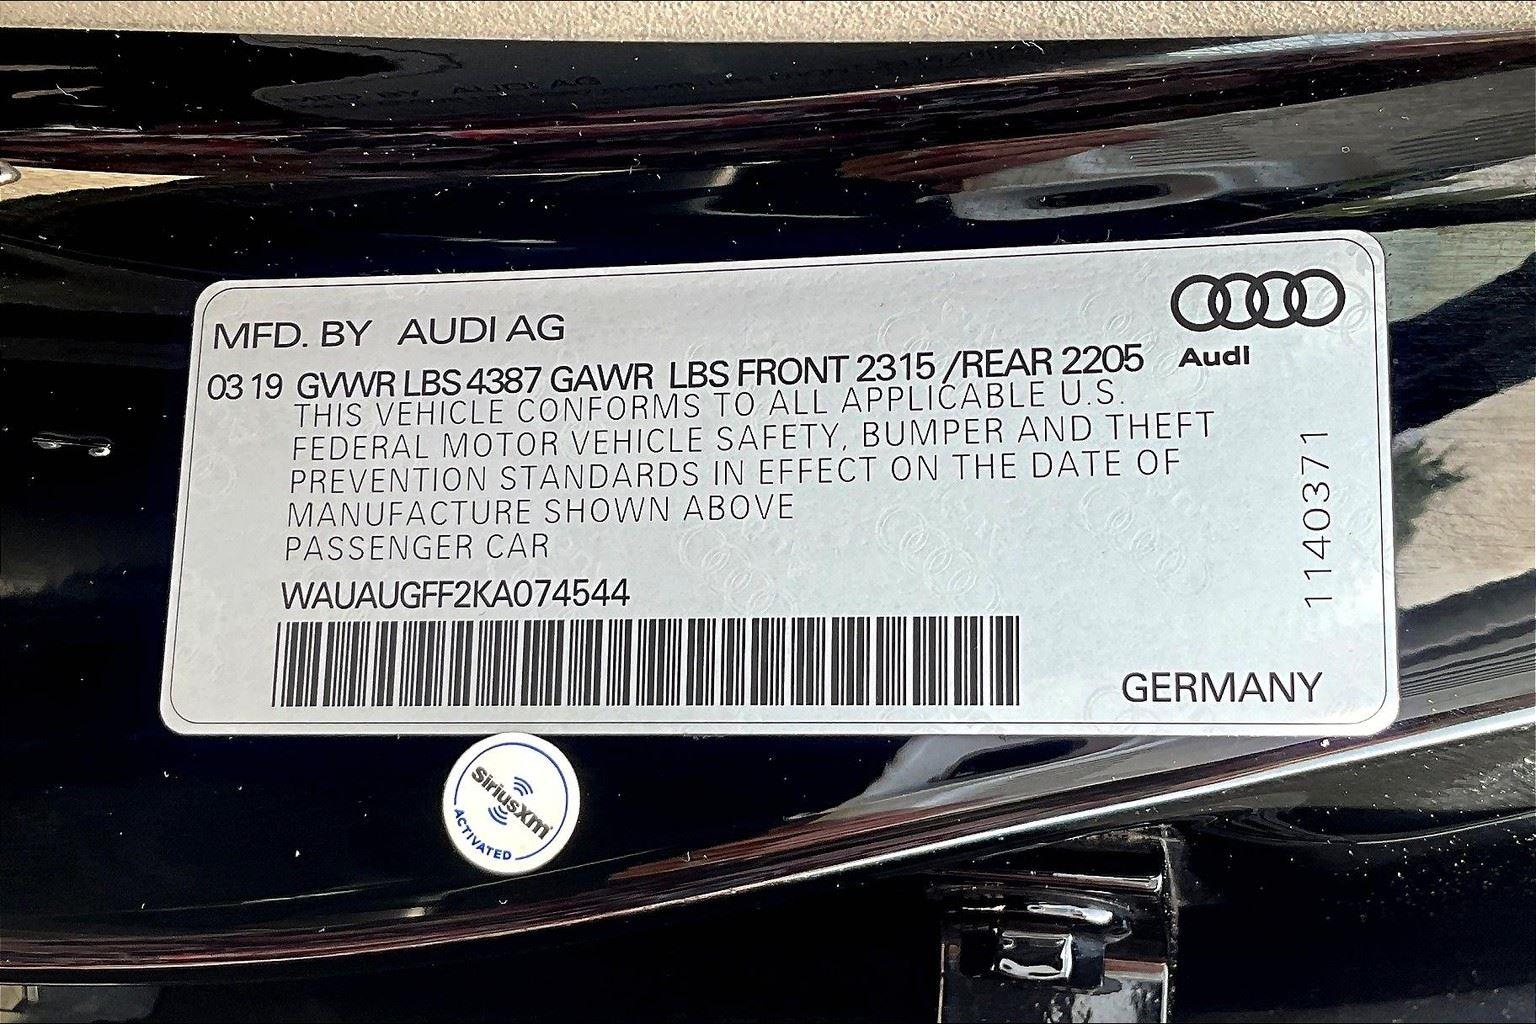 MFD. BY AUDI AG
Audi
03 19 GVWR LBS 4387 GAWR LBS FRONT 2315 /REAR 2205
THIS VEHICLE CONFORMS TO ALL APPLICABLE U.S.
FEDERAL MOTOR VEHICLE SAFETY, BUMPER AND THEFT
PREVENTION STANDARDS IN EFFECT ON THE DATE OF
MANUFACTURE SHOWN ABOVE
PASSENGER CAR
WAUAUGFF2KA074544
1140371
GERMANY
SiriusXM
ACTIVATED